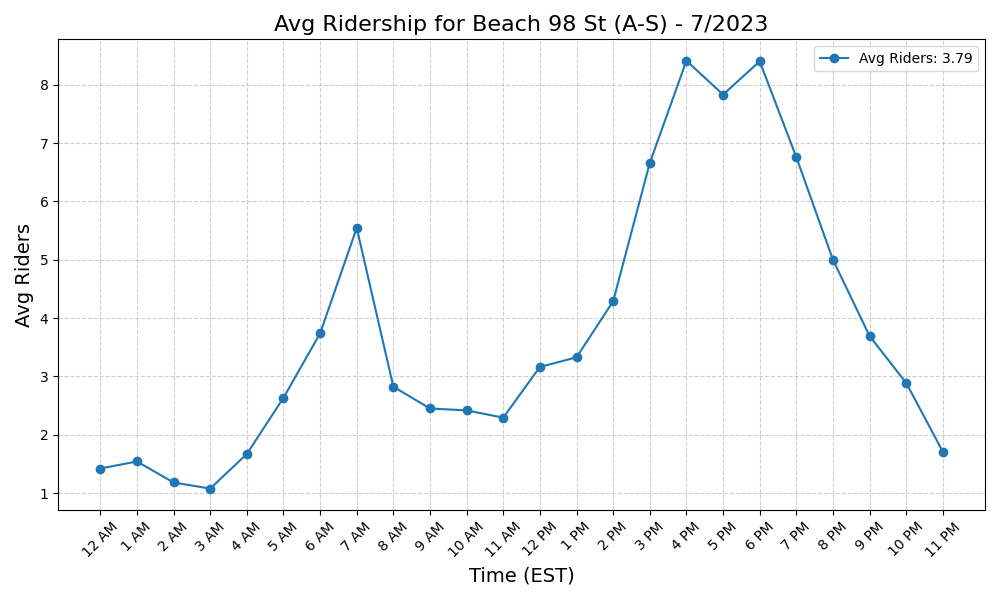 Avg Ridership for Beach 98 St (A-S) - 7/2023
Avg Riders: 3.79
Avg Riders
8
7
6
5
4
3
2
1
12 AM
1 AM
2 AM
3 AM
4 AM
5 AM
6 AM
7 AM
8 AM
9 AM
10 AM
11 AM
12 PM
1 PM
2 PM
3 PM
4 PM
5 PM
6 PM
7 PM
8 PM
9 PM
10 PM
11 PM
Time (EST)